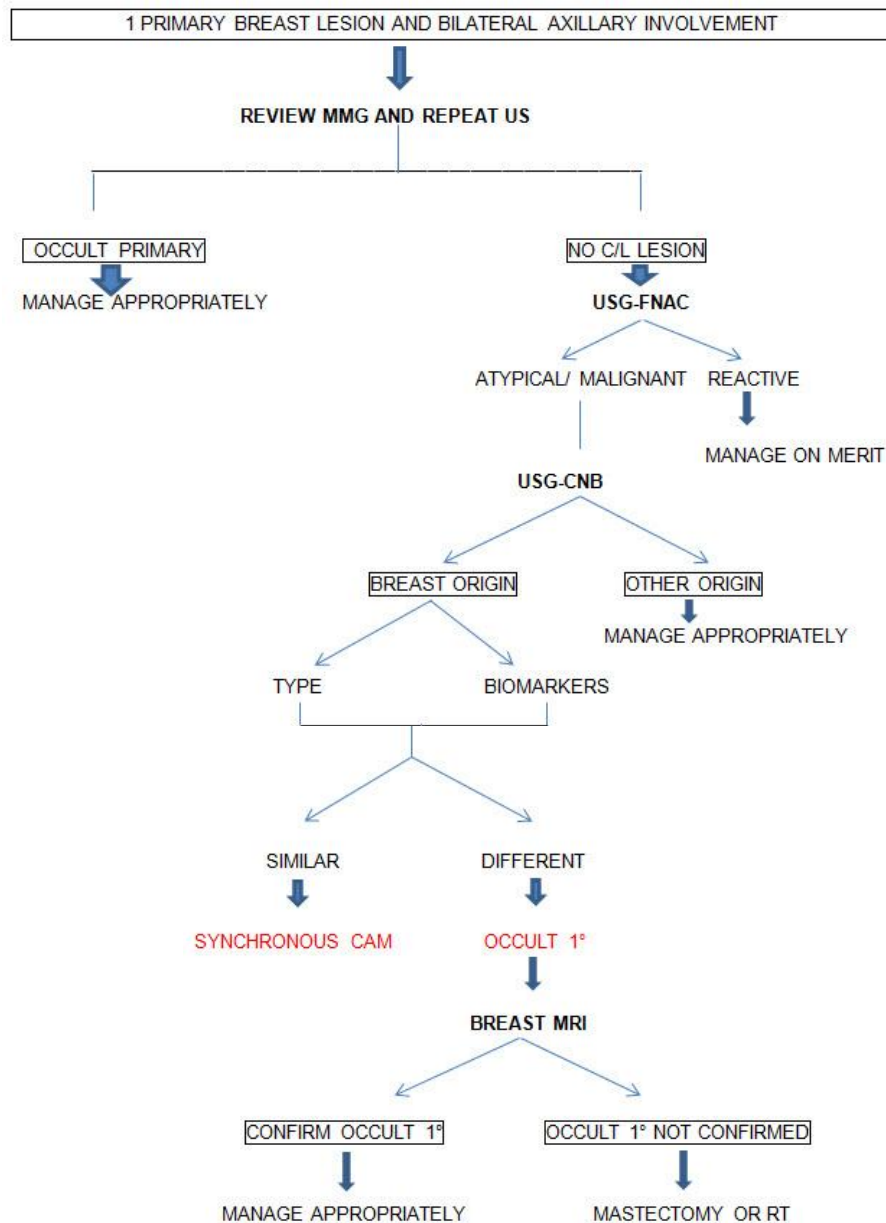 1 PRIMARY BREAST LESION AND BILATERAL AXILLARY INVOLVEMENT
REVIEW MMG AND REPEAT US
OCCULT PRIMARY
NO C/L LESION
MANAGE APPROPRIATELY
USG-FNAC
ATYPICAL/ MALIGNANT
REACTIVE
MANAGE ON MERIT
USG-CNB
BREAST ORIGIN
OTHER ORIGIN
MANAGE APPROPRIATELY
TYPE
BIOMARKERS
SIMILAR
DIFFERENT
SYNCHRONOUS CAM
OCCULT 1°
BREAST MRI
CONFIRM OCCULT 1°
OCCULT 1° NOT CONFIRMED
MANAGE APPROPRIATELY
MASTECTOMY OR RT